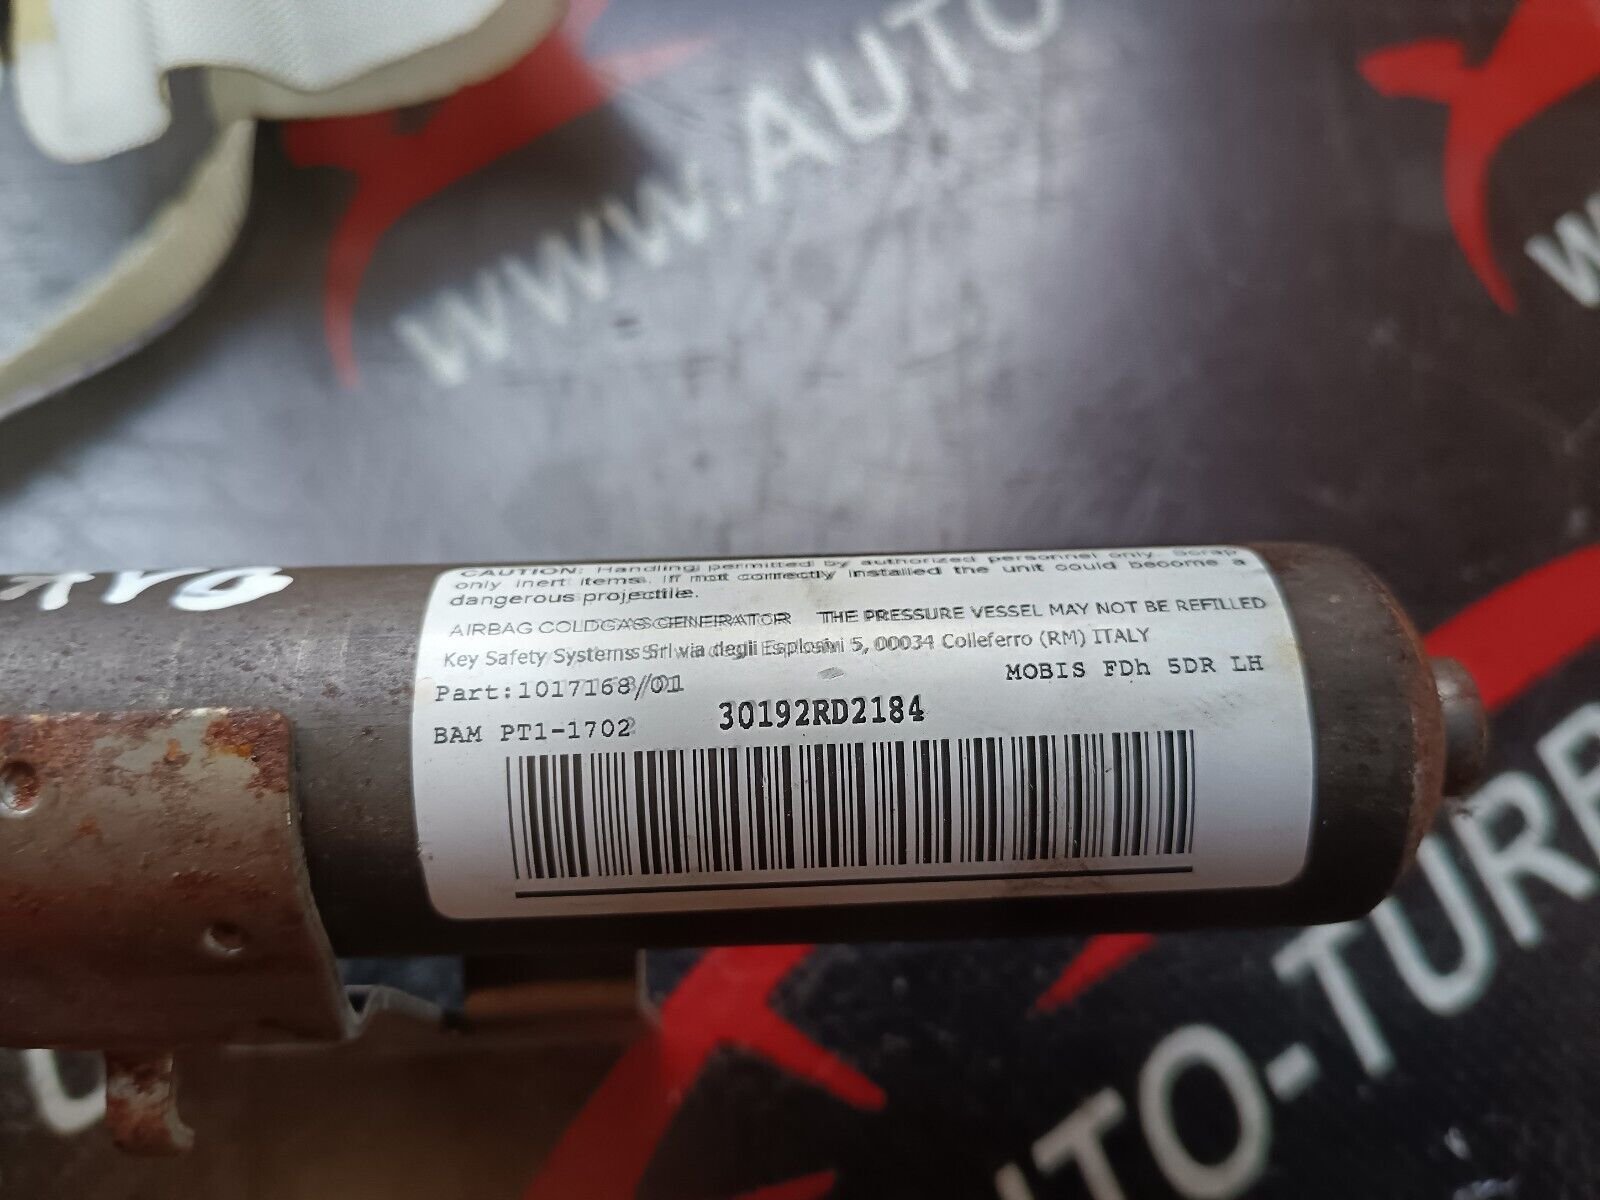 WWW.AUTO
W
CAUTION: Handling permitted by authorized personnel only. Scrap
only inert items. If not correctly installed the unit could become a
dangerous projectile.
AIRBAG COLDGAS GENERATOR THE PRESSURE VESSEL MAY NOT BE REFILLED
Key Safety Systems Srl via degli Esplosivi 5, 00034 Colleferro (RM) ITALY
Part:1017168/01 MOBIS FDh 5DR LH
BAM PT1-1702 30192RD2184
UTO-TURB